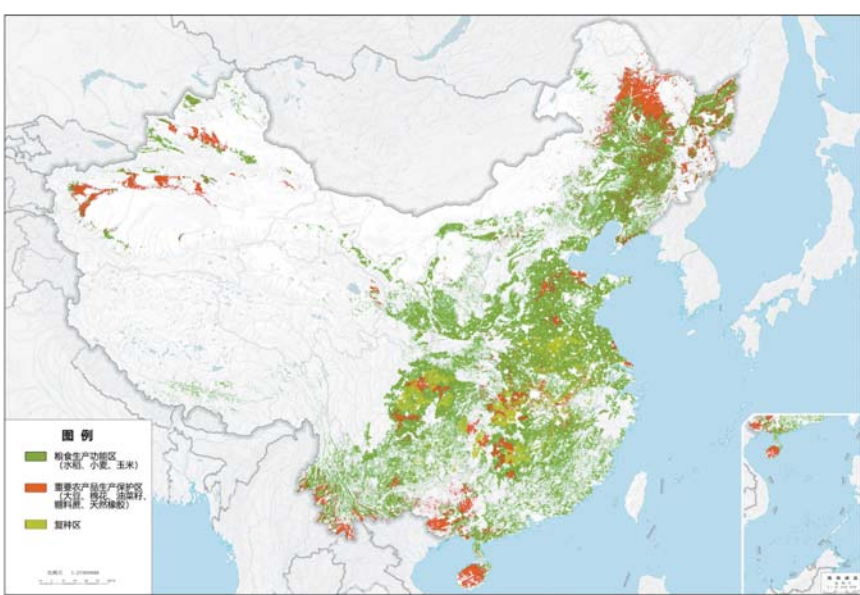 图 例
粮食生产功能区
（水稻、小麦、玉米）
重要农产品生产保护区
（大豆、棉花、油菜籽、
糖料蔗、天然橡胶）
复种区